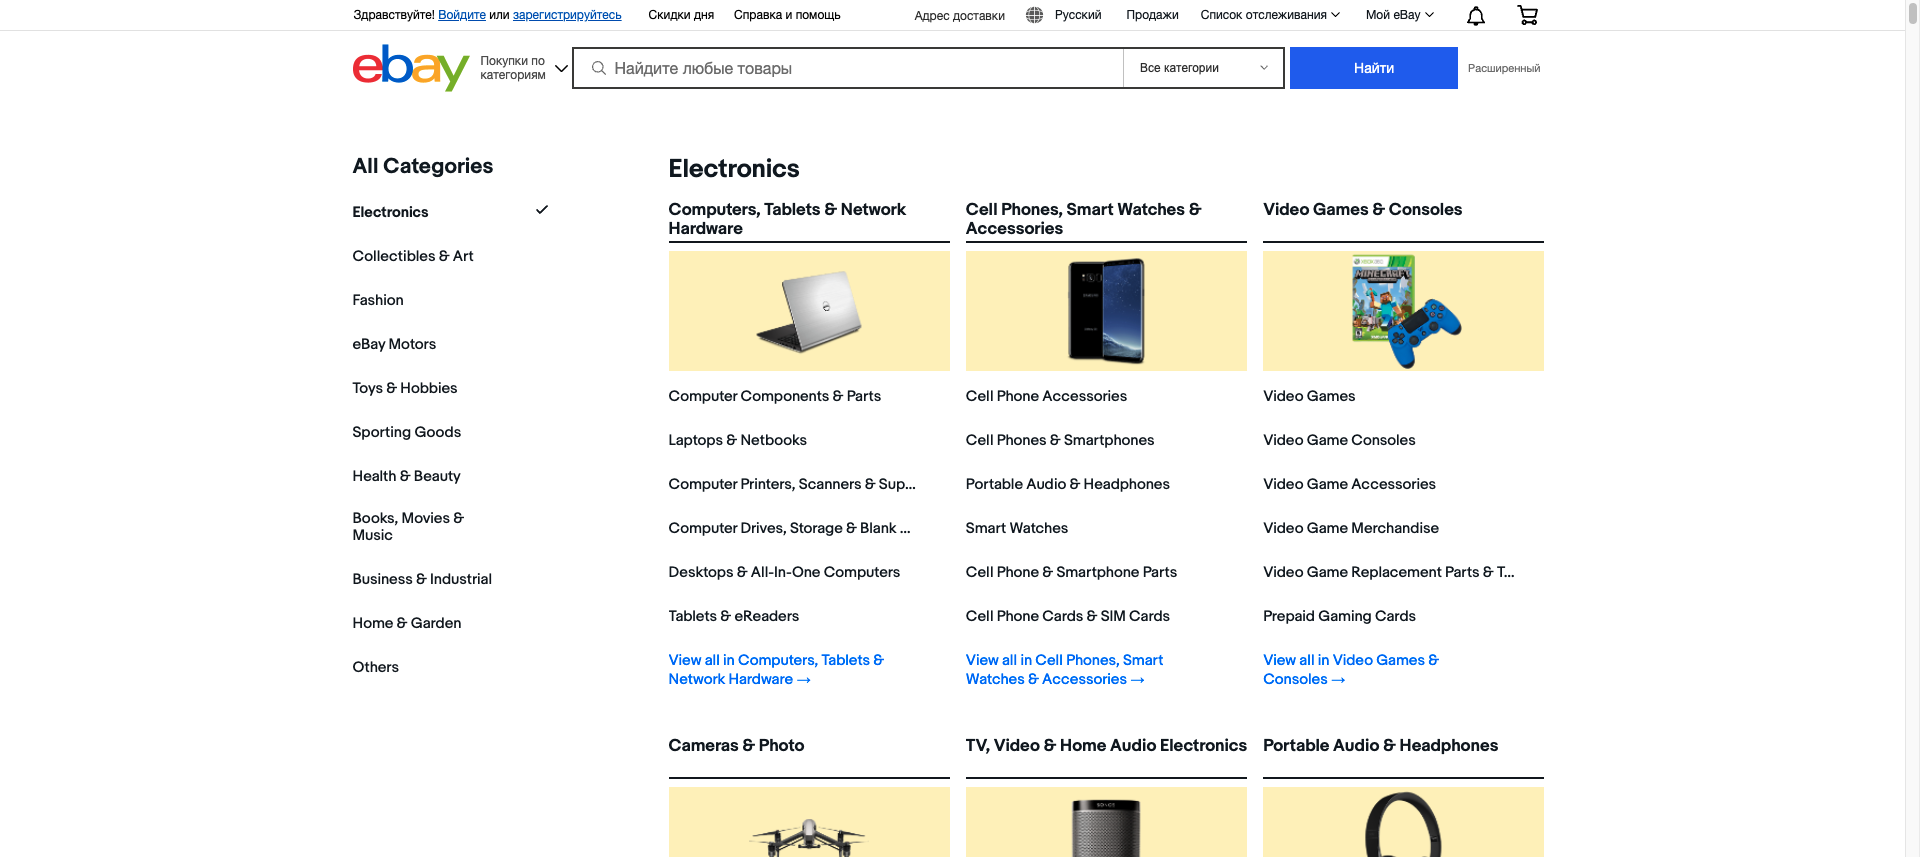 Здравствуйте! Войдите или зарегистрируйтесь
Скидки дня
Справка и помощь
Адрес доставки
Русский
Продажи
Список отслеживания
Мой eBay
ebay
Покупки по
категориям
Найдите любые товары
Все категории
Найти
Расширенный
All Categories
Electronics
Collectibles & Art
Fashion
eBay Motors
Toys & Hobbies
Sporting Goods
Health & Beauty
Books, Movies &
Music
Business & Industrial
Home & Garden
Others
Electronics
Computers, Tablets & Network
Hardware
Computer Components & Parts
Laptops & Netbooks
Computer Printers, Scanners & Sup...
Computer Drives, Storage & Blank ...
Desktops & All-In-One Computers
Tablets & eReaders
View all in Computers, Tablets &
Network Hardware →
Cell Phones, Smart Watches &
Accessories
SAMSUNG
Cell Phone Accessories
Cell Phones & Smartphones
Portable Audio & Headphones
Smart Watches
Cell Phone & Smartphone Parts
Cell Phone Cards & SIM Cards
View all in Cell Phones, Smart
Watches & Accessories →
Video Games & Consoles
XBOX 360
MINECRAFT
Video Games
Video Game Consoles
Video Game Accessories
Video Game Merchandise
Video Game Replacement Parts & T...
Prepaid Gaming Cards
View all in Video Games &
Consoles →
Cameras & Photo
TV, Video & Home Audio Electronics
SONOS
Portable Audio & Headphones